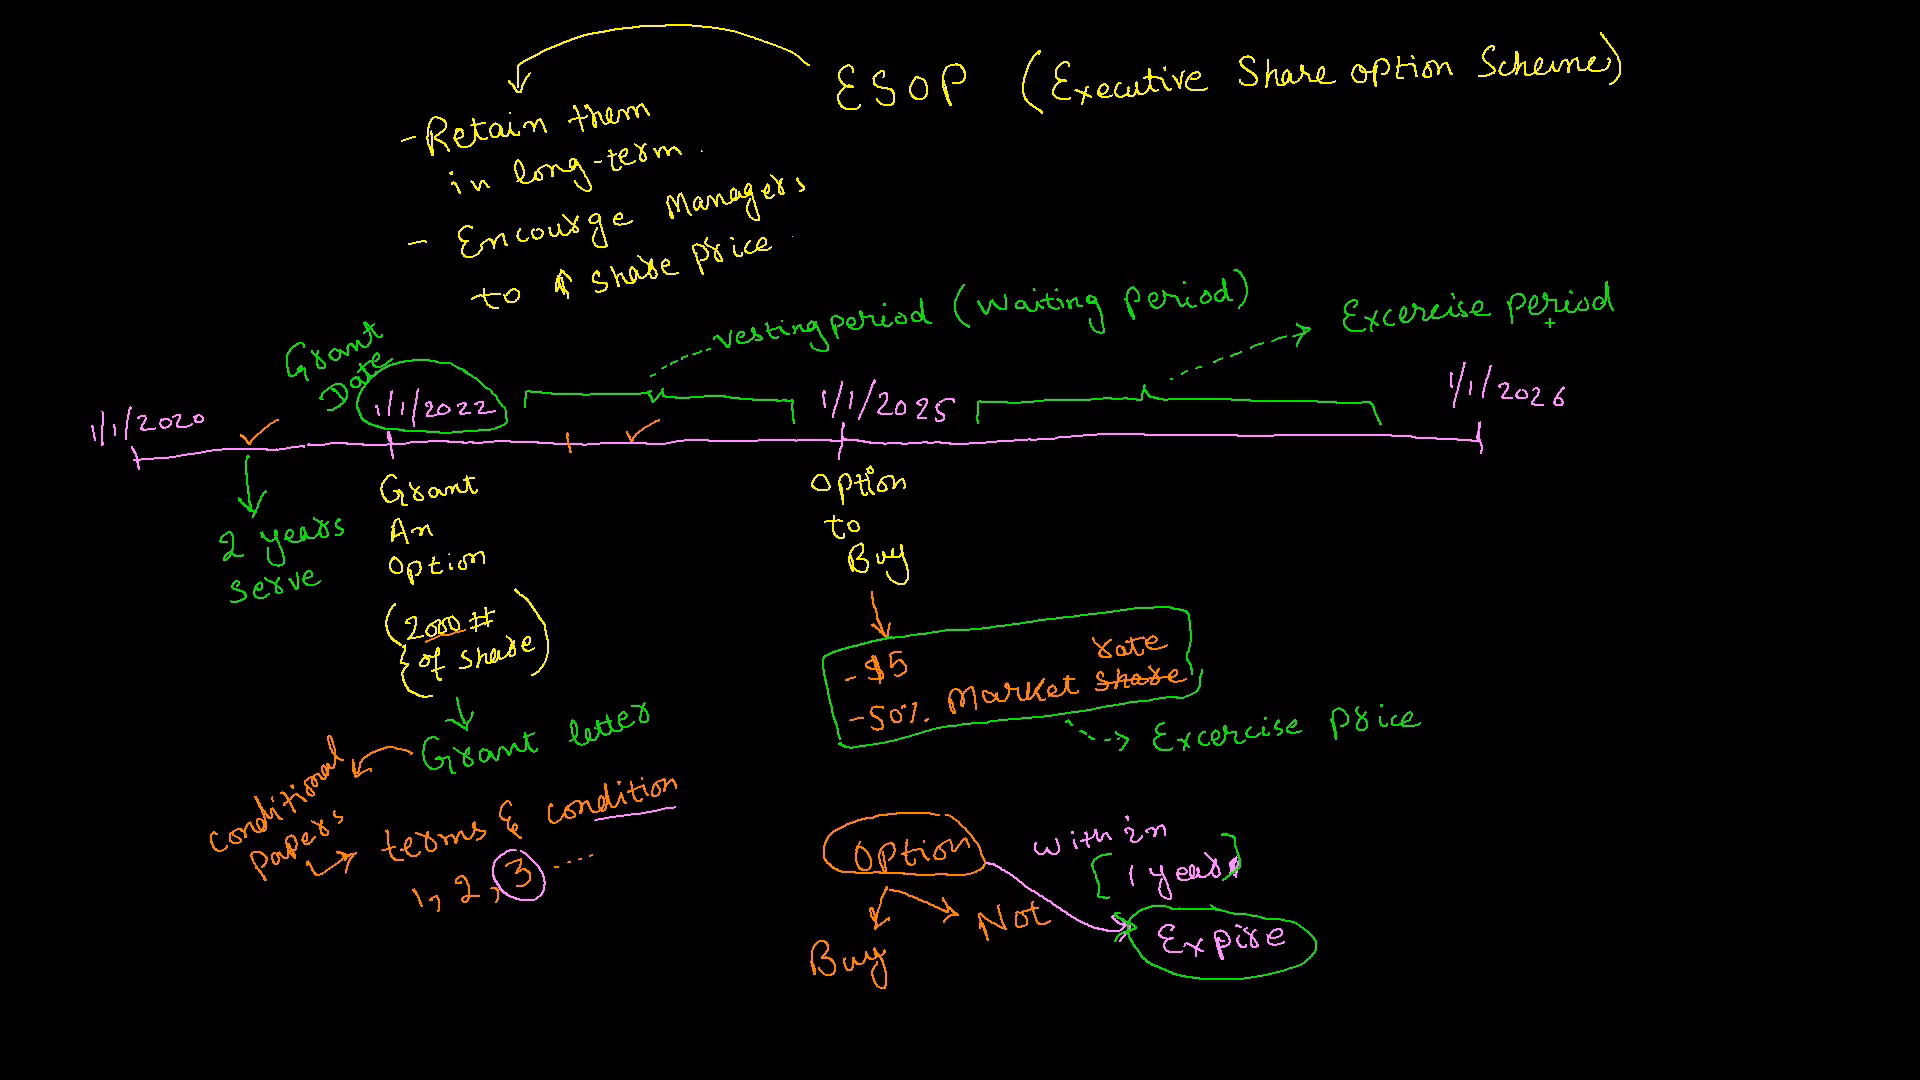 ESOP (Executive Share option Scheme)
- Retain them
in long-term.
- Encourge Managers
to ↑ share price.
vesting period (Waiting period)
Excercise period
Grant
Date
1/1/2020
1/1/2022
1/1/2025
1/1/2026
2 years
serve
Grant
An
Option
(2000 #
of share)
Grant letter
conditional
papers
terms & condition
1, 2, 3 ....
Option
to
Buy
- $5
- 50% Market share rate
Excercise price
Option
Buy
Not
with in
[1 years]
Expire